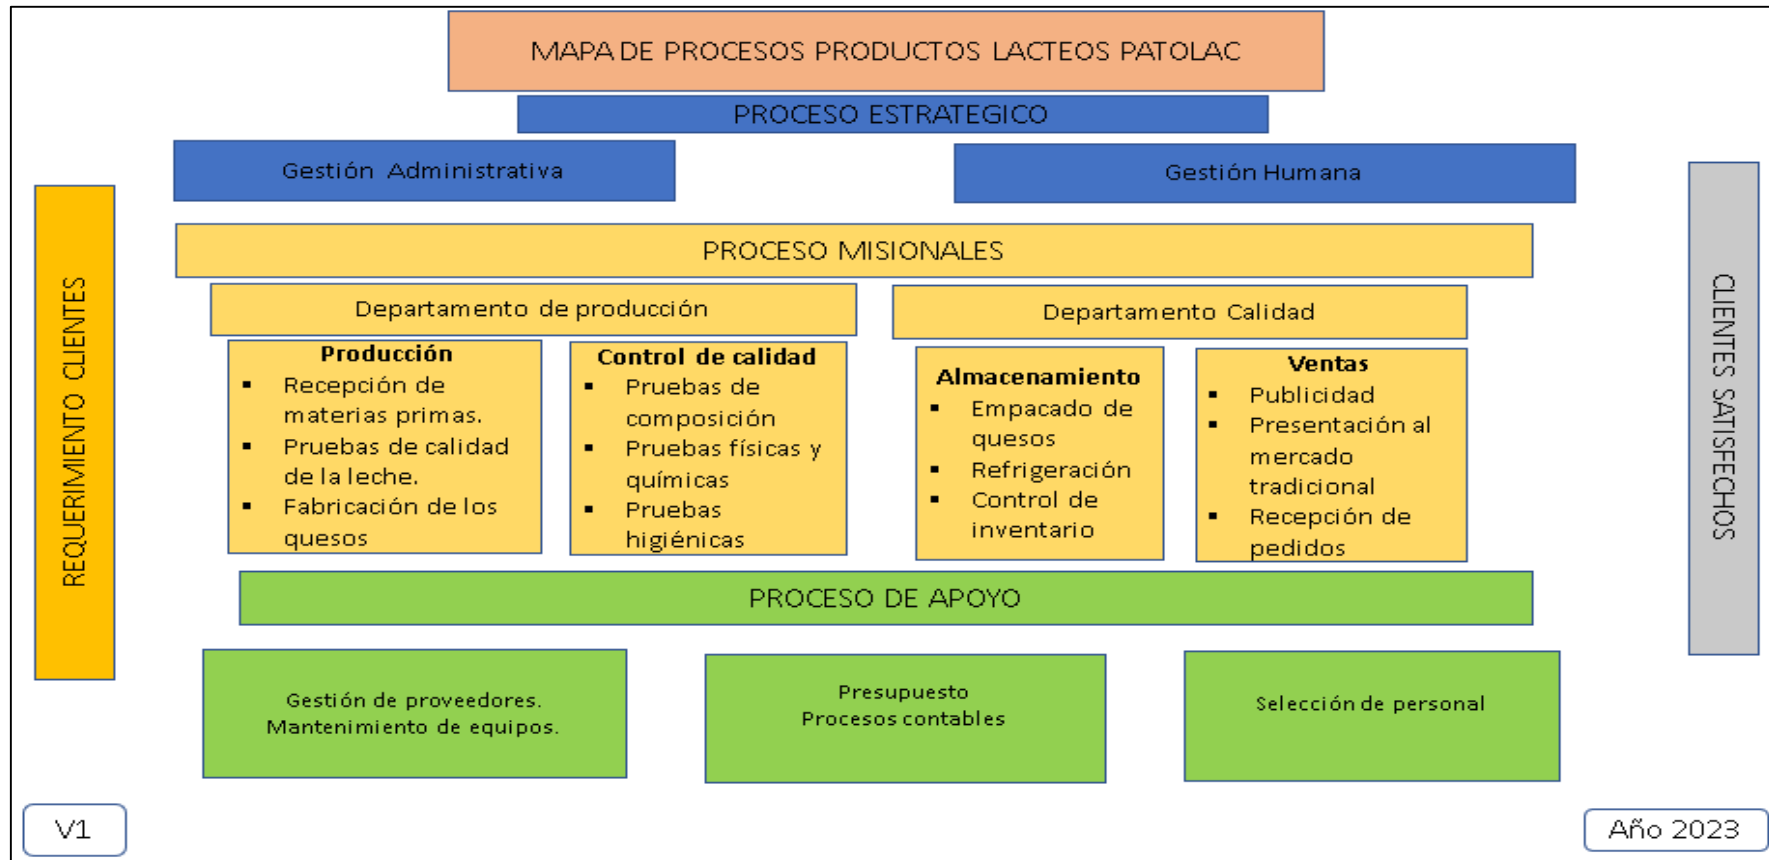 MAPA DE PROCESOS PRODUCTOS LACTEOS PATOLAC
PROCESO ESTRATEGICO
Gestión Administrativa
Gestión Humana
REQUERIMIENTO CLIENTES
PROCESO MISIONALES
Departamento de producción
Producción
▪ Recepción de
materias primas.
▪ Pruebas de calidad
de la leche.
▪ Fabricación de los
quesos
Control de calidad
▪ Pruebas de
composición
▪ Pruebas físicas y
químicas
▪ Pruebas
higiénicas
Departamento Calidad
Almacenamiento
▪ Empacado de
quesos
▪ Refrigeración
▪ Control de
inventario
Ventas
▪ Publicidad
▪ Presentación al
mercado
tradicional
▪ Recepción de
pedidos
CLIENTES SATISFECHOS
PROCESO DE APOYO
Gestión de proveedores.
Mantenimiento de equipos.
Presupuesto
Procesos contables
Selección de personal
V1
Año 2023